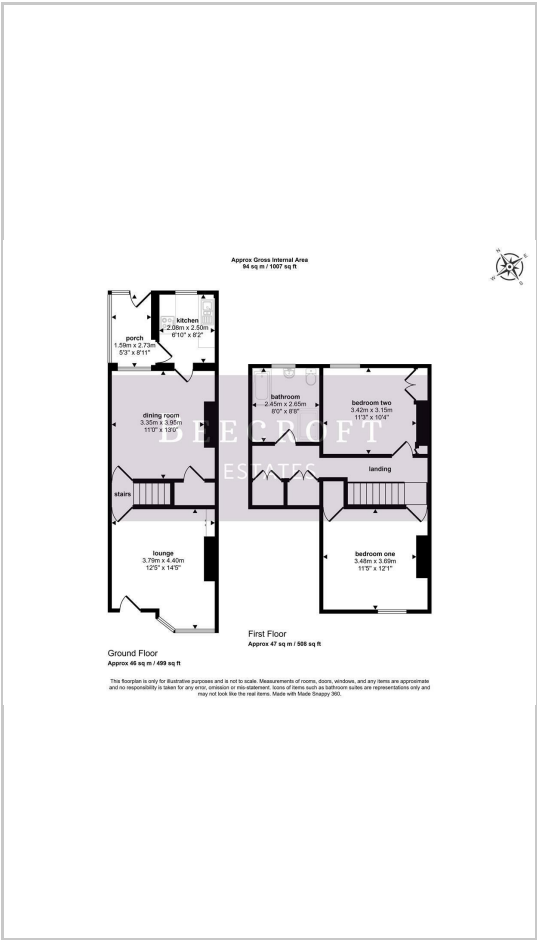 Approx Gross Internal Area
94 sq m / 1007 sq ft
porch
1.59m x 2.73m
5'3" x 8'11"
kitchen
2.08m x 2.50m
6'10" x 8'2"
dining room
3.35m x 3.95m
11'0" x 13'0"
stairs
lounge
3.79m x 4.40m
12'5" x 14'5"
Ground Floor
Approx 46 sq m / 499 sq ft
bathroom
2.45m x 2.65m
8'0" x 8'8"
bedroom two
3.42m x 3.15m
11'3" x 10'4"
landing
bedroom one
3.48m x 3.69m
11'5" x 12'1"
First Floor
Approx 47 sq m / 508 sq ft
BEECROFT
ESTATES
This floorplan is only for illustrative purposes and is not to scale. Measurements of rooms, doors, windows, and any items are approximate
and no responsibility is taken for any error, omission or mis-statement. Icons of items such as bathroom suites are representations only and
may not look like the real items. Made with Made Snappy 360.